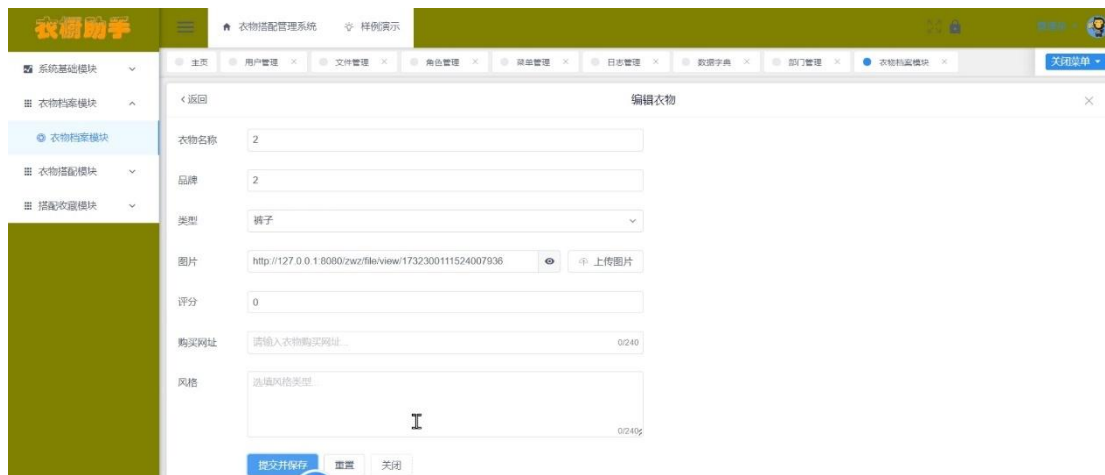 衣橱助手
衣物搭配管理系统 样例演示
主页 用户管理 × 文件管理 × 角色管理 × 菜单管理 × 日志管理 × 数据字典 × 部门管理 × 衣物档案模块 ×
关闭菜单
系统基础模块
衣物档案模块
衣物档案模块
衣物搭配模块
搭配收藏模块
<返回
编辑衣物
衣物名称 2
品牌 2
类型 裤子
图片 http://127.0.0.1:8080/zwz/file/view/1732300111524007936 上传图片
评分 0
购买网址 请输入衣物购买网址... 0/240
风格 选填风格类型...
0/240
提交并保存 重置 关闭